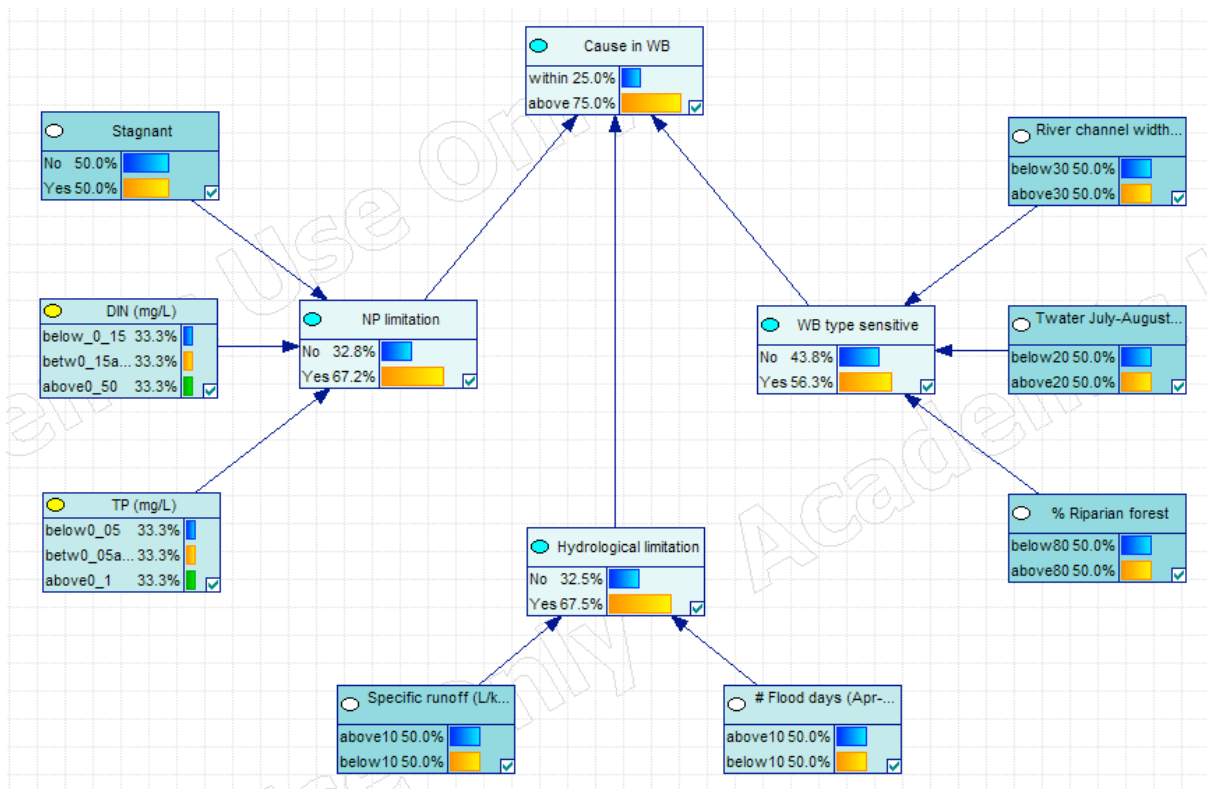 Cause in WB
within 25.0%
above 75.0%
Stagnant
No 50.0%
Yes 50.0%
River channel width...
below30 50.0%
above30 50.0%
DIN (mg/L)
below_0_15 33.3%
betw0_15a... 33.3%
above0_50 33.3%
NP limitation
No 32.8%
Yes 67.2%
WB type sensitive
No 43.8%
Yes 56.3%
Twater July-August...
below20 50.0%
above20 50.0%
TP (mg/L)
below0_05 33.3%
betw0_05a... 33.3%
above0_1 33.3%
Hydrological limitation
No 32.5%
Yes 67.5%
% Riparian forest
below80 50.0%
above80 50.0%
Specific runoff (L/k...
above10 50.0%
below10 50.0%
# Flood days (Apr-...
above10 50.0%
below10 50.0%
Use Only
Academic
Use Only